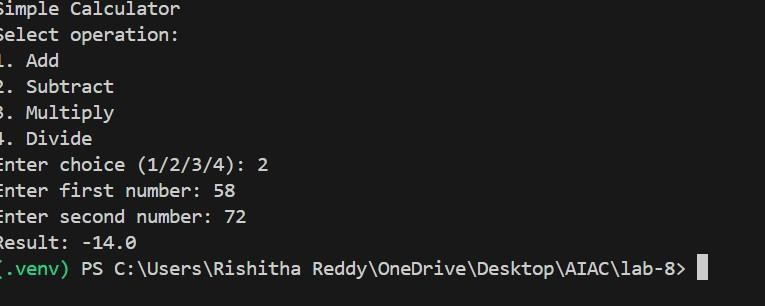 Simple Calculator
Select operation:
1. Add
2. Subtract
3. Multiply
4. Divide
Enter choice (1/2/3/4): 2
Enter first number: 58
Enter second number: 72
Result: -14.0
(.venv) PS C:\Users\Rishitha Reddy\OneDrive\Desktop\AIAC\lab-8>